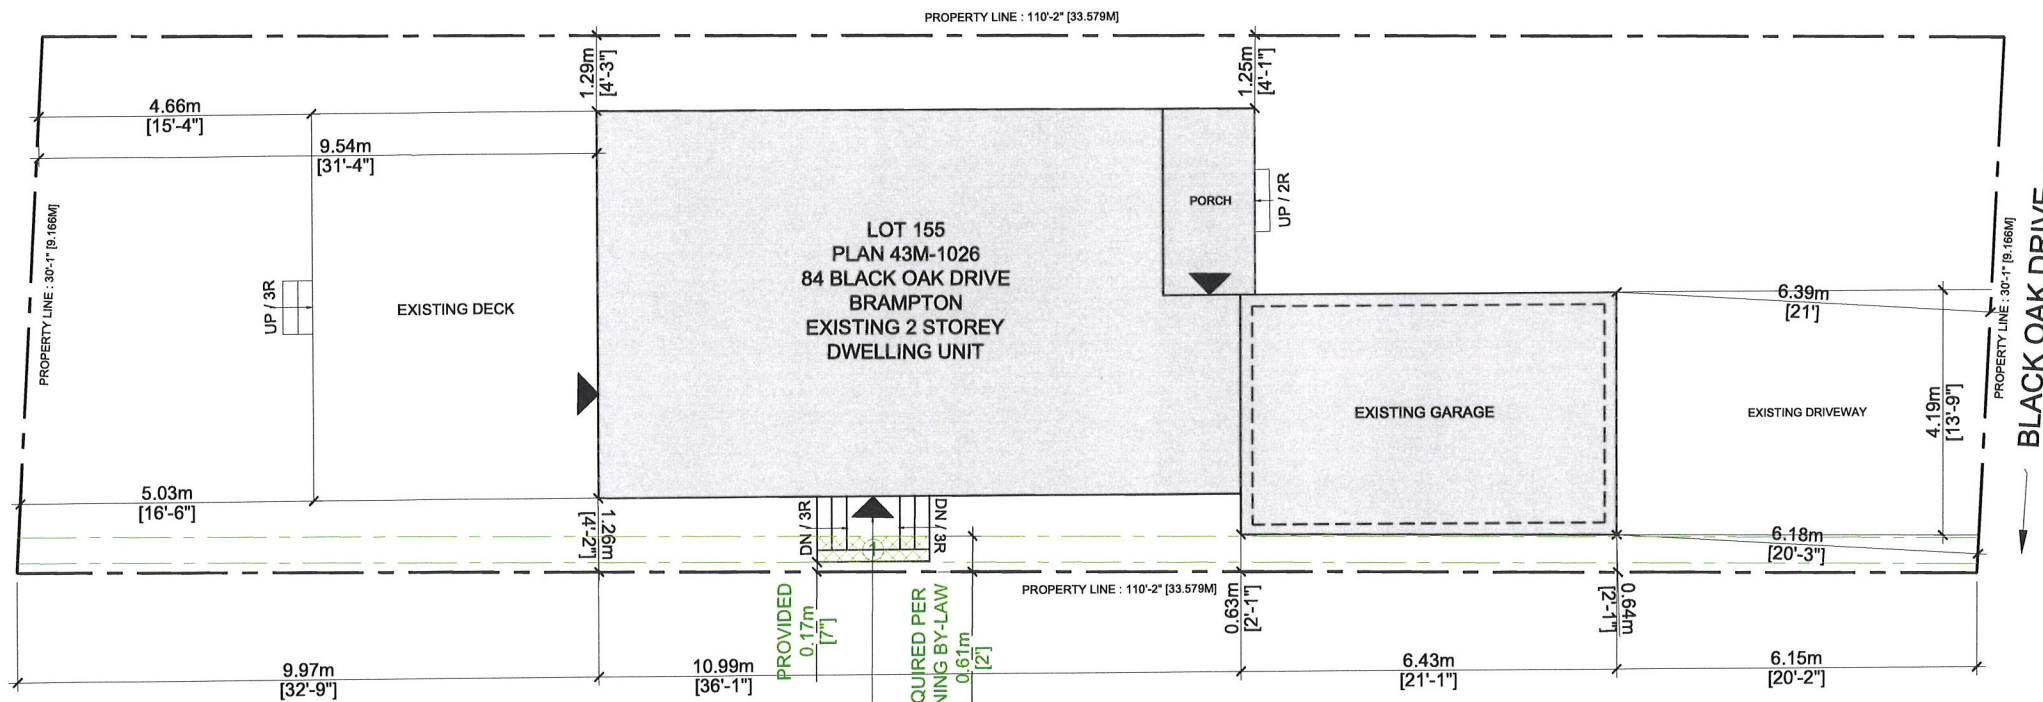 PROPERTY LINE : 110'-2" [33.579M]
1.29m
[4'-3"]
1.25m
[4'-1"]
4.66m
[15'-4"]
9.54m
[31'-4"]
PROPERTY LINE : 30'-1" [9.166M]
UP / 3R
EXISTING DECK
LOT 155
PLAN 43M-1026
84 BLACK OAK DRIVE
BRAMPTON
EXISTING 2 STOREY
DWELLING UNIT
PORCH
UP / 2R
6.39m
[21']
PROPERTY LINE : 30'-1" [9.166M]
BLACK OAK DRIVE
EXISTING GARAGE
EXISTING DRIVEWAY
4.19m
[13'-9"]
5.03m
[16'-6"]
1.26m
[4'-2"]
DN / 3R
1
DN / 3R
6.18m
[20'-3"]
PROPERTY LINE : 110'-2" [33.579M]
PROVIDED
0.17m
[7"]
QUIRED PER
NING BY-LAW
0.61m
[2']
0.63m
[2'-1"]
0.64m
[2'-1"]
9.97m
[32'-9"]
10.99m
[36'-1"]
6.43m
[21'-1"]
6.15m
[20'-2"]